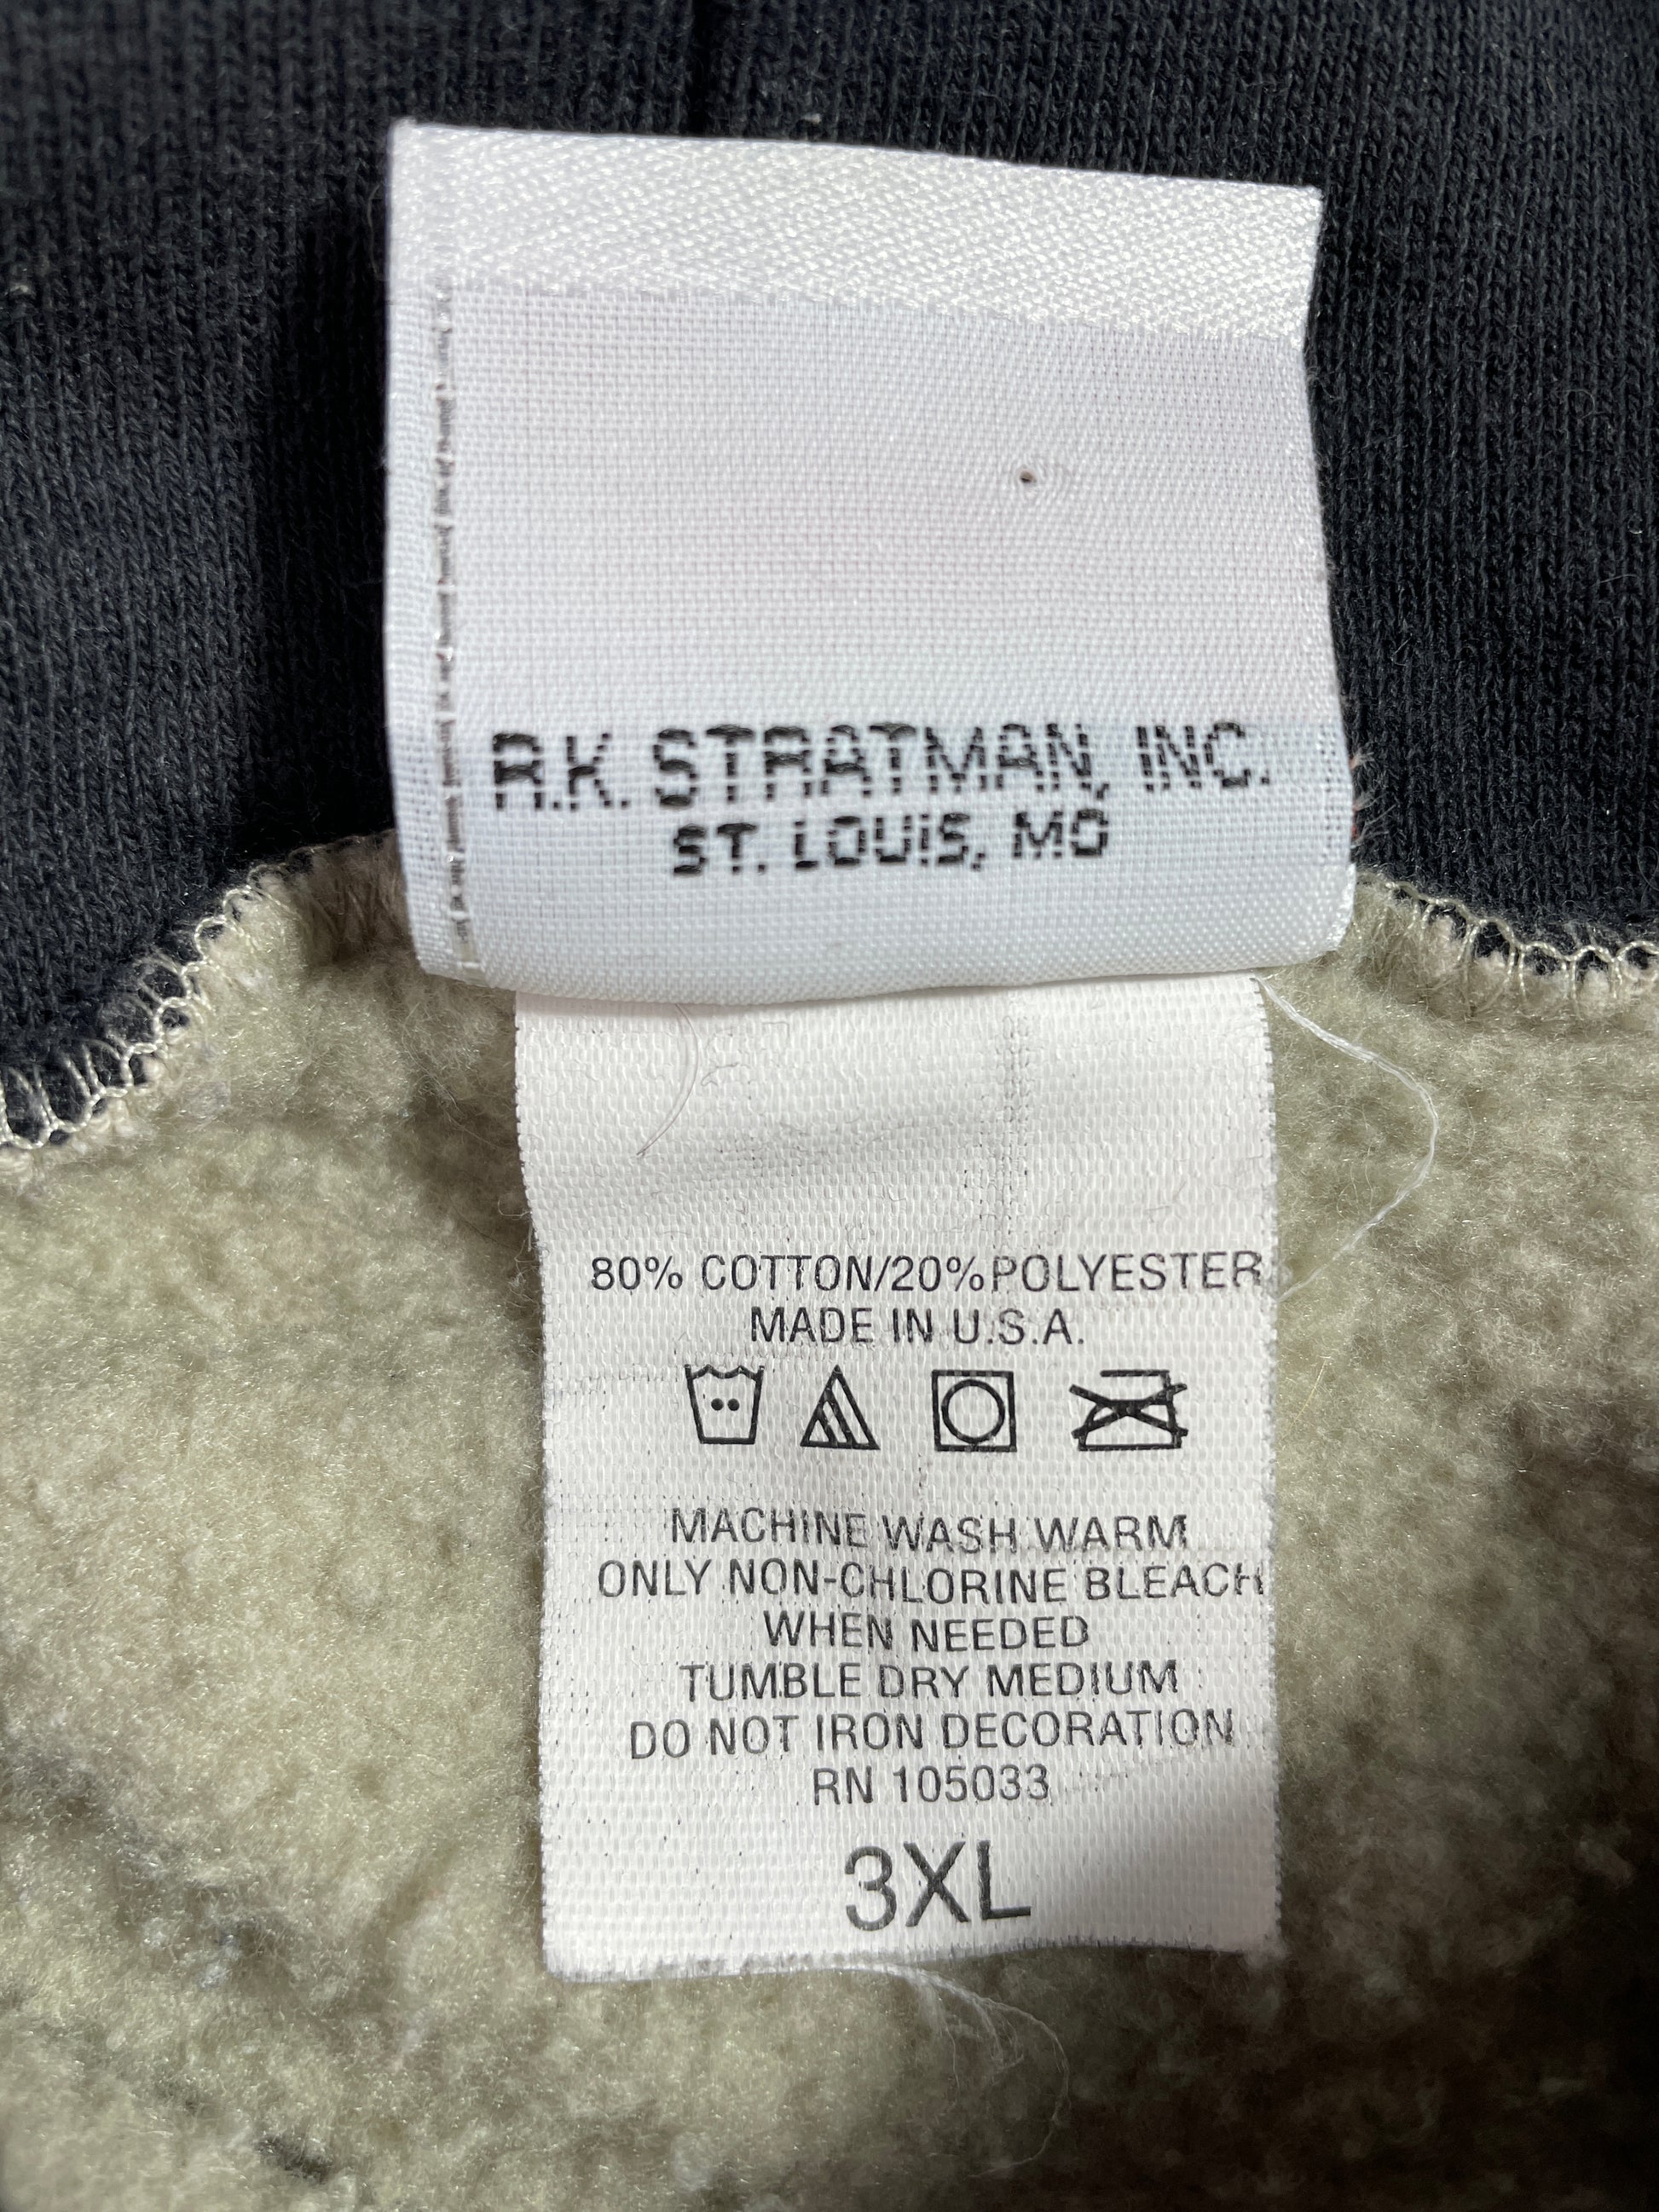 R.K. STRATMAN, INC.
ST. LOUIS, MO
80% COTTON/20%POLYESTER
MADE IN U.S.A.
MACHINE WASH WARM
ONLY NON-CHLORINE BLEACH
WHEN NEEDED
TUMBLE DRY MEDIUM
DO NOT IRON DECORATION
RN 105033
3XL